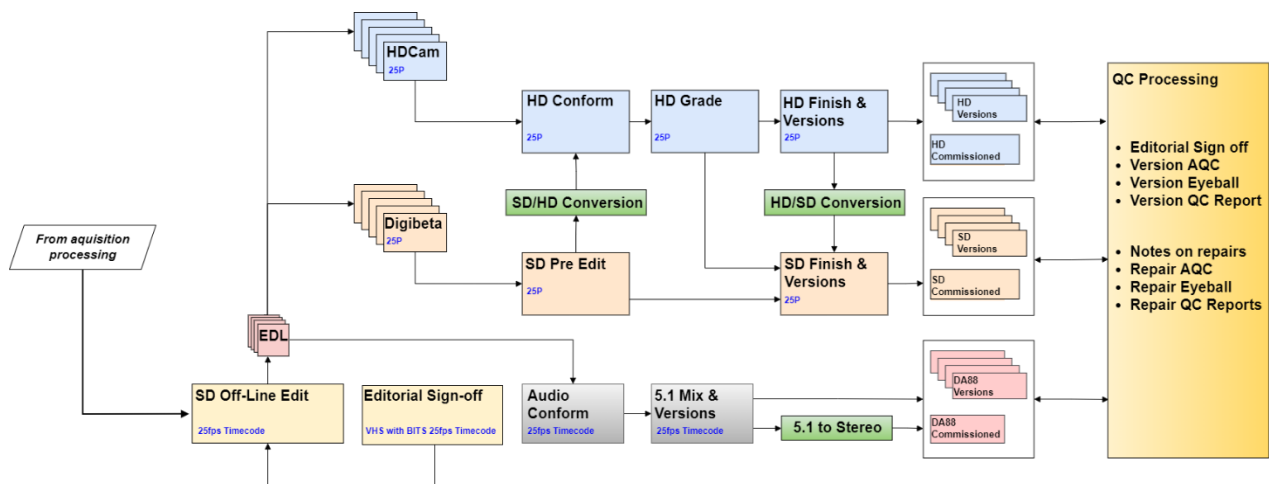 HDCam
25P
HD Conform
25P
HD Grade
25P
HD Finish &
Versions
25P
HD
Versions
HD
Commissioned
QC Processing
• Editorial Sign off
• Version AQC
• Version Eyeball
• Version QC Report
• Notes on repairs
• Repair AQC
• Repair Eyeball
• Repair QC Reports
SD/HD Conversion
HD/SD Conversion
Digibeta
25P
From aquisition
processing
SD Pre Edit
25P
SD Finish &
Versions
25P
SD
Versions
SD
Commissioned
EDL
SD Off-Line Edit
25fps Timecode
Editorial Sign-off
VHS with BITS 25fps Timecode
Audio
Conform
25fps Timecode
5.1 Mix &
Versions
25fps Timecode
5.1 to Stereo
DA88
Versions
DA88
Commissioned